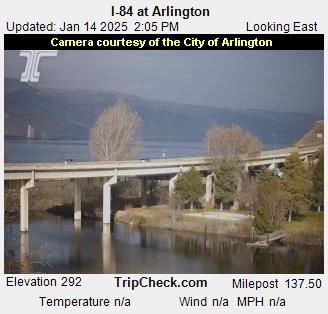 I-84 at Arlington
Updated: Jan 14 2025 2:05 PM Looking East
Camera courtesy of the City of Arlington
Elevation 292 TripCheck.com Milepost 137.50
Temperature n/a Wind n/a MPH n/a